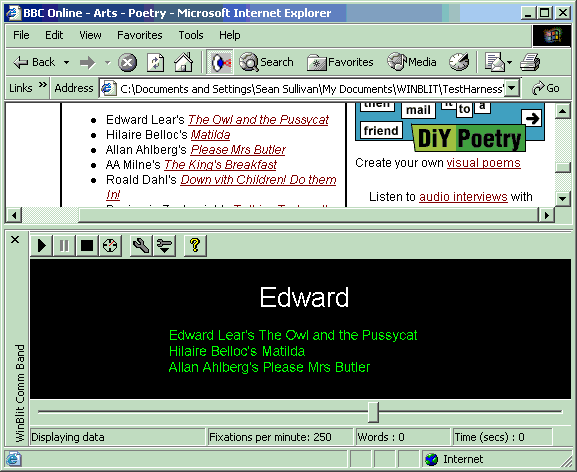 BBC Online - Arts - Poetry - Microsoft Internet Explorer
File Edit View Favorites Tools Help
Back Search Favorites Media
Links » Address C:\Documents and Settings\Sean Sullivan\My Documents\WINBLIT\TestHarness\ Go
Edward Lear's The Owl and the Pussycat
Hilaire Belloc's Matilda
Allan Ahlberg's Please Mrs Butler
AA Milne's The King's Breakfast
Roald Dahl's Down vith Children! Do them
In!
then mail it to a
friend
DiY Poetry
Create your own visual poems
Listen to audio interviews with
WinBlit Comm Band
Edward
Edward Lear's The Owl and the Pussycat
Hilaire Belloc's Matilda
Allan Ahlberg's Please Mrs Butler
Displaying data Fixations per minute: 250 Words : 0 Time (secs) : 0
Internet